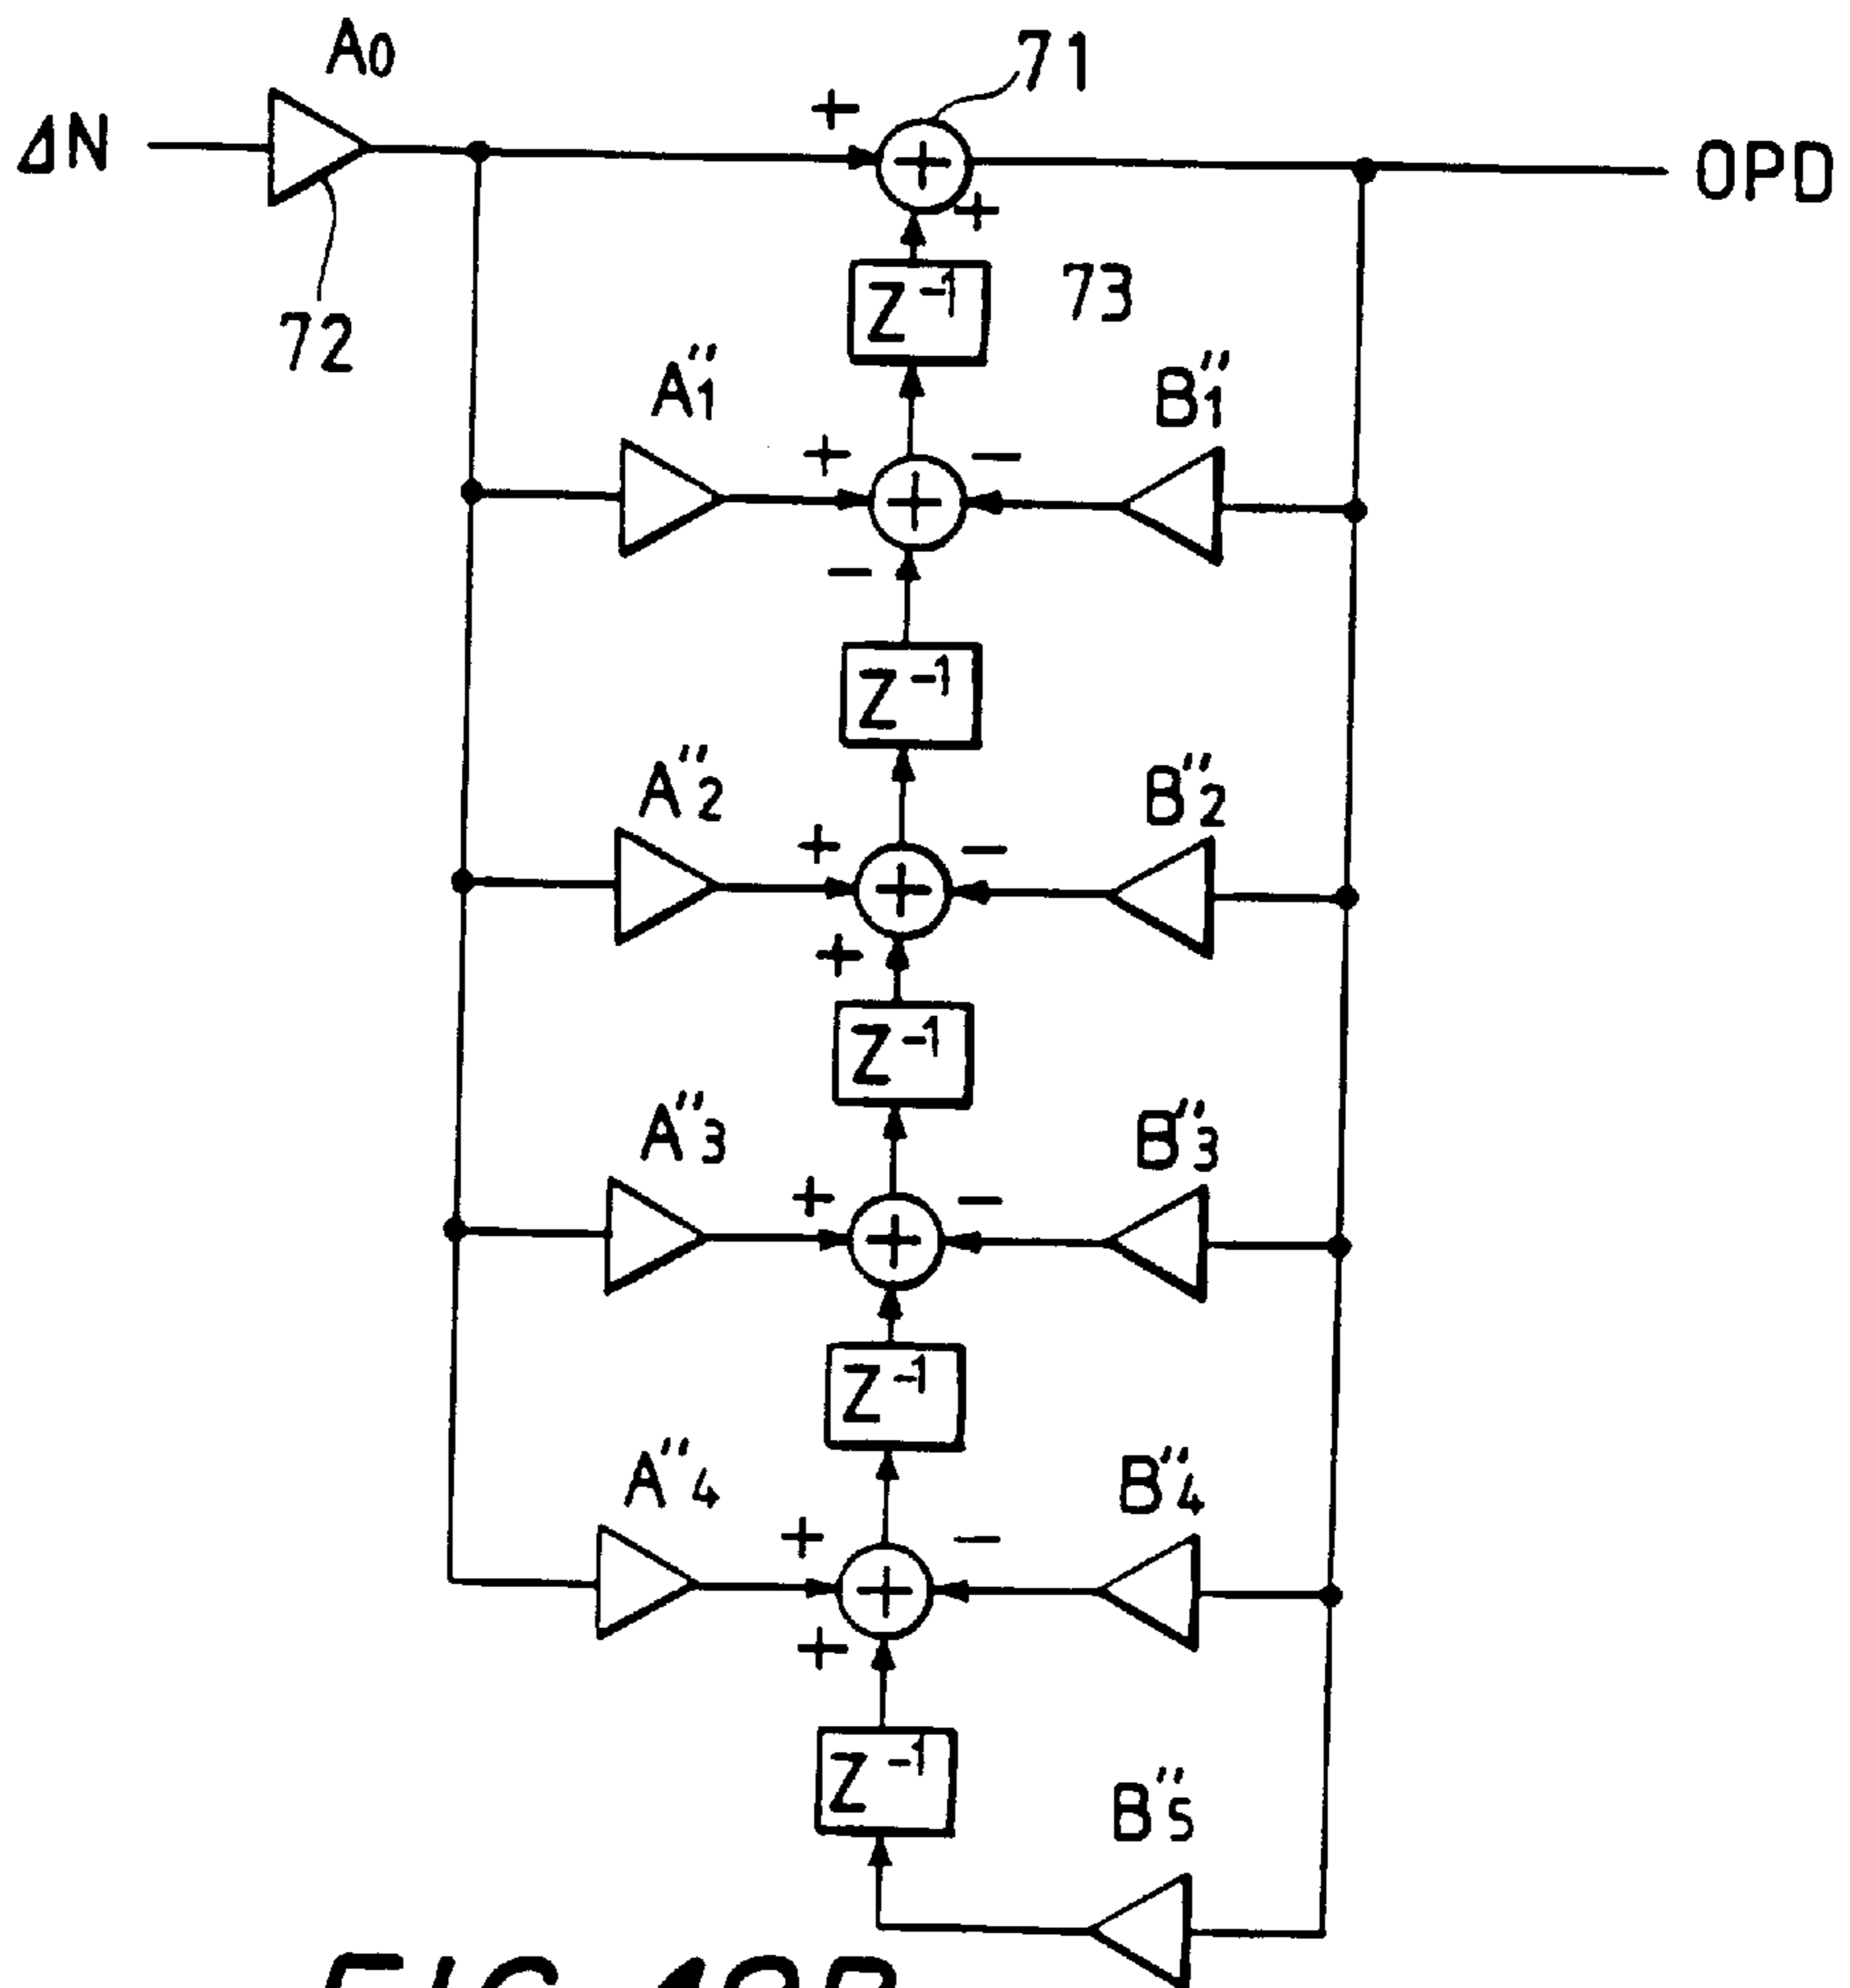 A0
71
ΔN
+
+
OPD
+
Z⁻¹
73
72
A"1
B"1
+
−
+
−
Z⁻¹
A"2
B"2
+
−
+
+
Z⁻¹
A"3
B"3
+
−
+
Z⁻¹
A"4
B"4
+
−
+
+
Z⁻¹
B"5